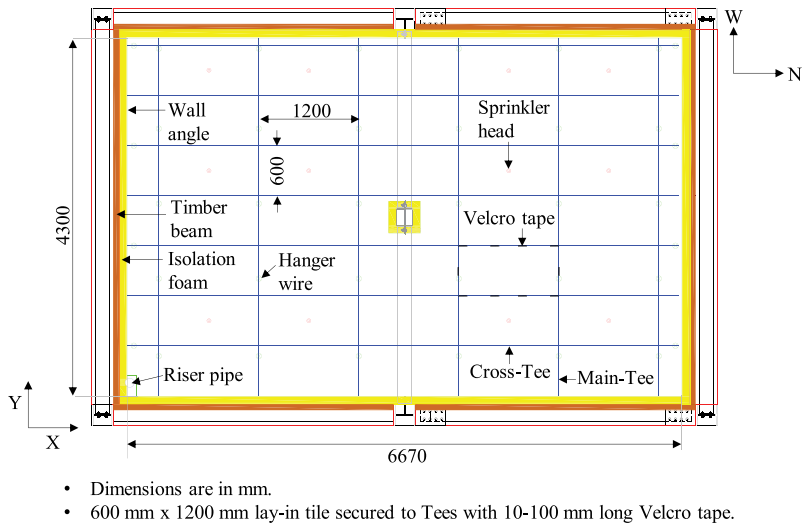 W
N
Wall
angle
1200
Sprinkler
head
600
Timber
beam
Velcro tape
4300
Isolation
foam
Hanger
wire
Riser pipe
Cross-Tee
Main-Tee
Y
X
6670
• Dimensions are in mm.
• 600 mm x 1200 mm lay-in tile secured to Tees with 10-100 mm long Velcro tape.